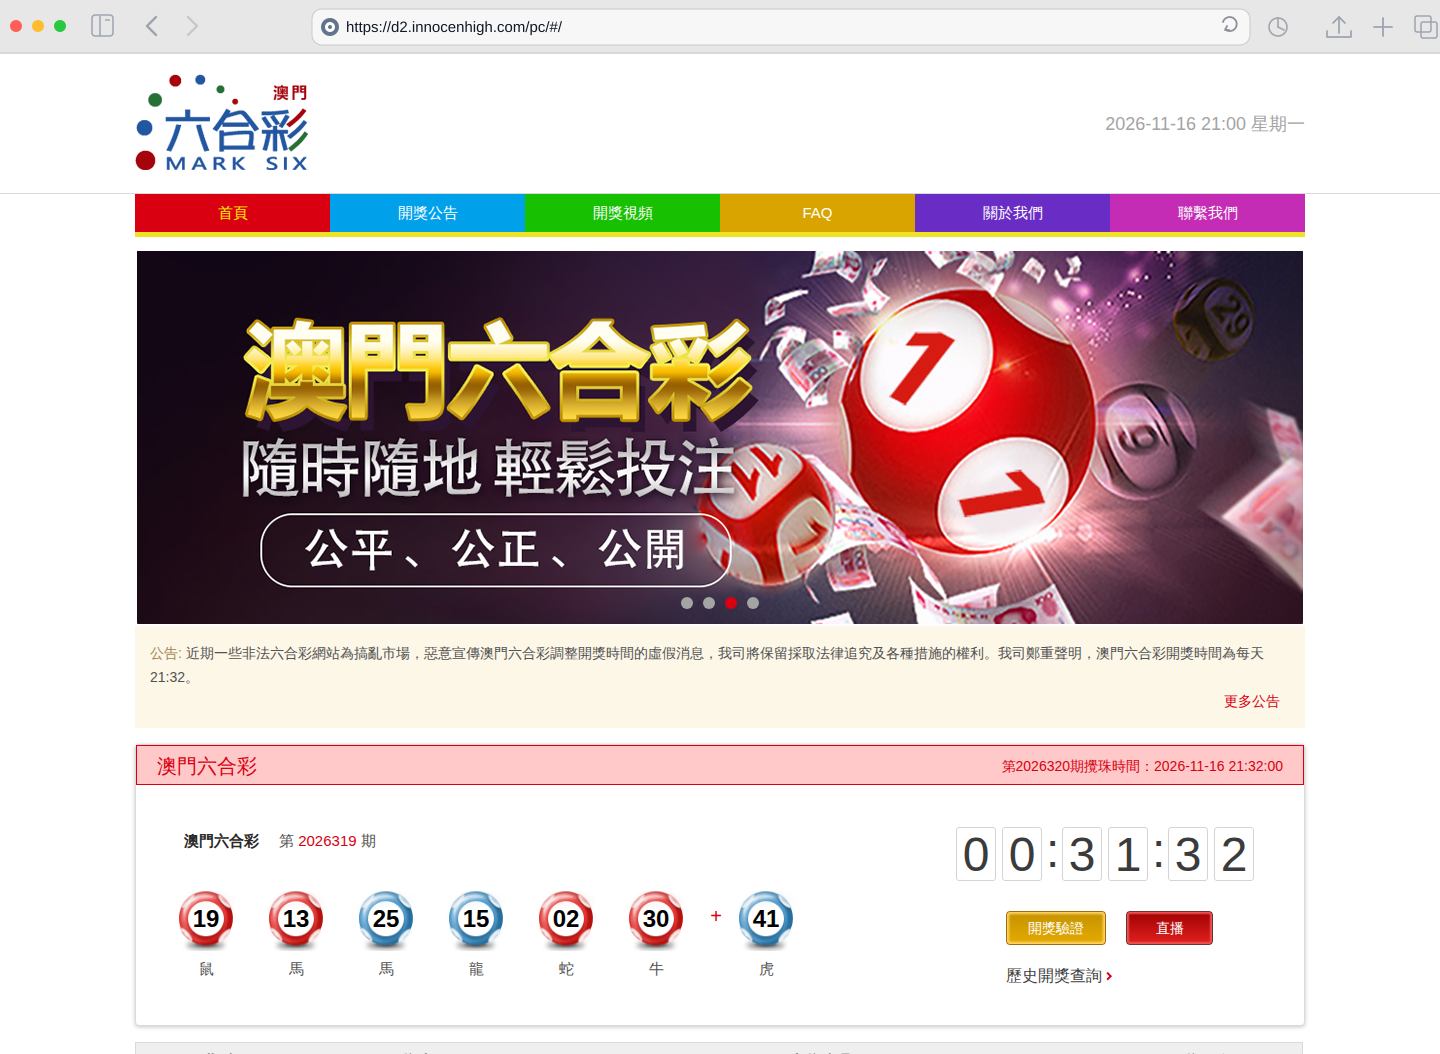 https://d2.innocenhigh.com/pc/#/
澳門
六合彩
MARK SIX
2026-11-16 21:00 星期一
首頁 開獎公告 開獎視頻 FAQ 關於我們 聯繫我們
澳門六合彩
隨時隨地 輕鬆投注
公平、公正、公開
1
1
29
9
公告: 近期一些非法六合彩網站為搞亂市場，惡意宣傳澳門六合彩調整開獎時間的虛假消息，我司將保留採取法律追究及各種措施的權利。我司鄭重聲明，澳門六合彩開獎時間為每天
21:32。
更多公告
澳門六合彩 第2026320期攪珠時間：2026-11-16 21:32:00
澳門六合彩 第 2026319 期
00:31:32
19 13 25 15 02 30 + 41
鼠 馬 馬 龍 蛇 牛 虎
開獎驗證 直播
歷史開獎查詢